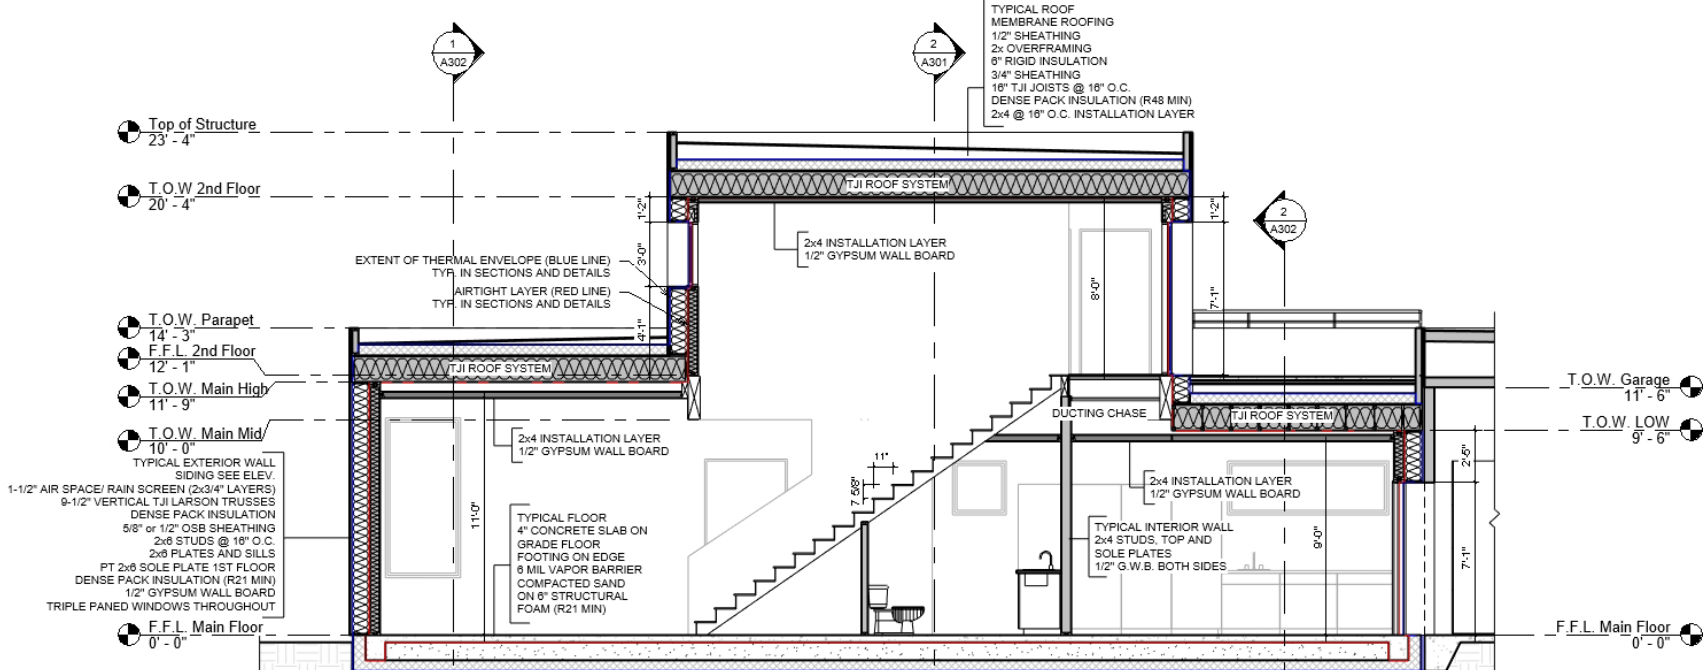 TYPICAL ROOF
MEMBRANE ROOFING
1/2" SHEATHING
2x OVERFRAMING
6" RIGID INSULATION
3/4" SHEATHING
16" TJI JOISTS @ 16" O.C.
DENSE PACK INSULATION (R48 MIN)
2x4 @ 16" O.C. INSTALLATION LAYER
1
A302
2
A301
Top of Structure
23' - 4"
T.O.W 2nd Floor
20' - 4"
TJI ROOF SYSTEM
1'-2"
1'-2"
2
A302
2x4 INSTALLATION LAYER
1/2" GYPSUM WALL BOARD
EXTENT OF THERMAL ENVELOPE (BLUE LINE)
TYP. IN SECTIONS AND DETAILS
3'-0"
AIRTIGHT LAYER (RED LINE)
TYP. IN SECTIONS AND DETAILS
8'-0"
7'-1"
4'-1"
T.O.W. Parapet
14' - 3"
F.F.L. 2nd Floor
12' - 1"
TJI ROOF SYSTEM
T.O.W. Main High
11' - 9"
T.O.W. Garage
11' - 6"
DUCTING CHASE
TJI ROOF SYSTEM
T.O.W. LOW
9' - 6"
T.O.W. Main Mid
10' - 0"
2x4 INSTALLATION LAYER
1/2" GYPSUM WALL BOARD
11"
7 5/8"
2'-5"
2x4 INSTALLATION LAYER
1/2" GYPSUM WALL BOARD
TYPICAL EXTERIOR WALL
SIDING SEE ELEV.
1-1/2" AIR SPACE/ RAIN SCREEN (2x3/4" LAYERS)
9-1/2" VERTICAL TJI LARSON TRUSSES
DENSE PACK INSULATION
5/8" or 1/2" OSB SHEATHING
2x6 STUDS @ 16" O.C.
2x6 PLATES AND SILLS
PT 2x6 SOLE PLATE 1ST FLOOR
DENSE PACK INSULATION (R21 MIN)
1/2" GYPSUM WALL BOARD
TRIPLE PANED WINDOWS THROUGHOUT
11'-0"
TYPICAL FLOOR
4" CONCRETE SLAB ON
GRADE FLOOR
FOOTING ON EDGE
6 MIL VAPOR BARRIER
COMPACTED SAND
ON 6" STRUCTURAL
FOAM (R21 MIN)
TYPICAL INTERIOR WALL
2x4 STUDS, TOP AND
SOLE PLATES
1/2" G.W.B. BOTH SIDES
9'-0"
7'-1"
F.F.L. Main Floor
0' - 0"
F.F.L. Main Floor
0' - 0"